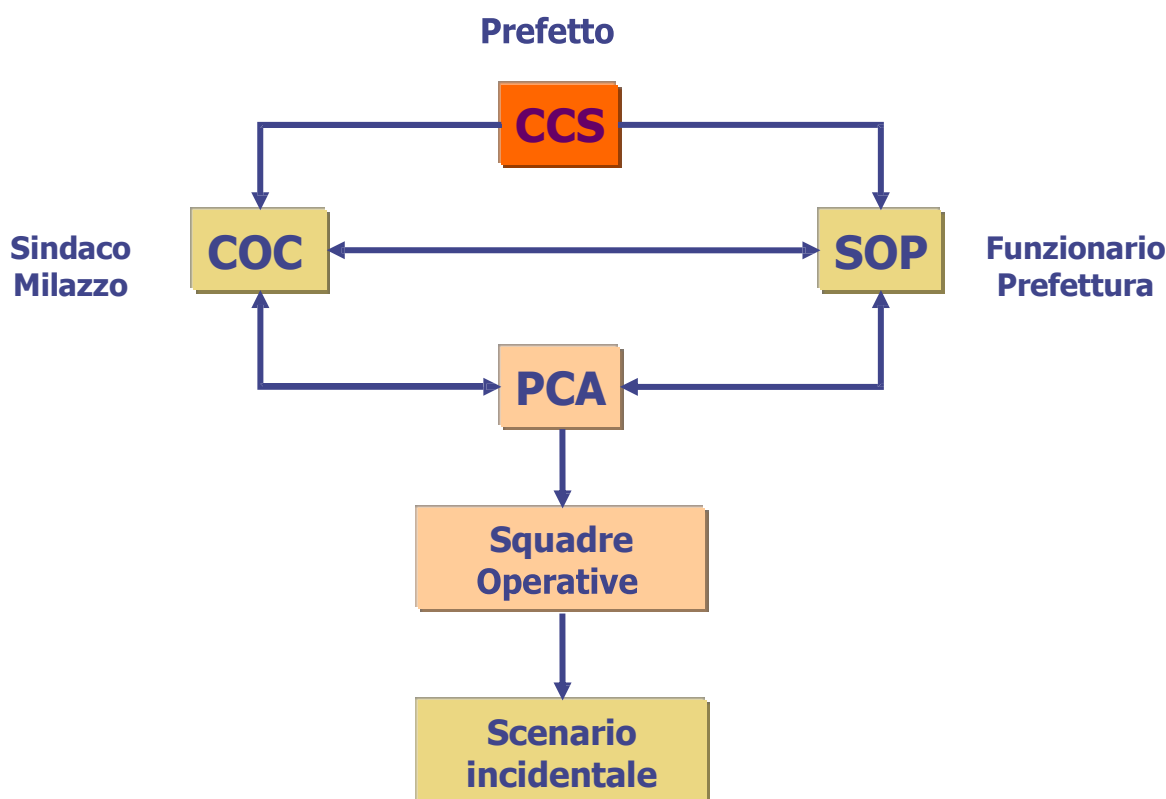 Prefetto
CCS
Sindaco
Milazzo
COC
SOP
Funzionario
Prefettura
PCA
Squadre
Operative
Scenario
incidentale